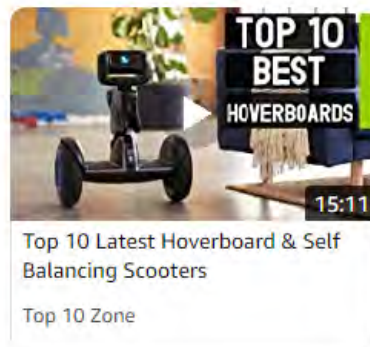 TOP 10
BEST
HOVERBOARDS
15:11
Top 10 Latest Hoverboard & Self
Balancing Scooters
Top 10 Zone